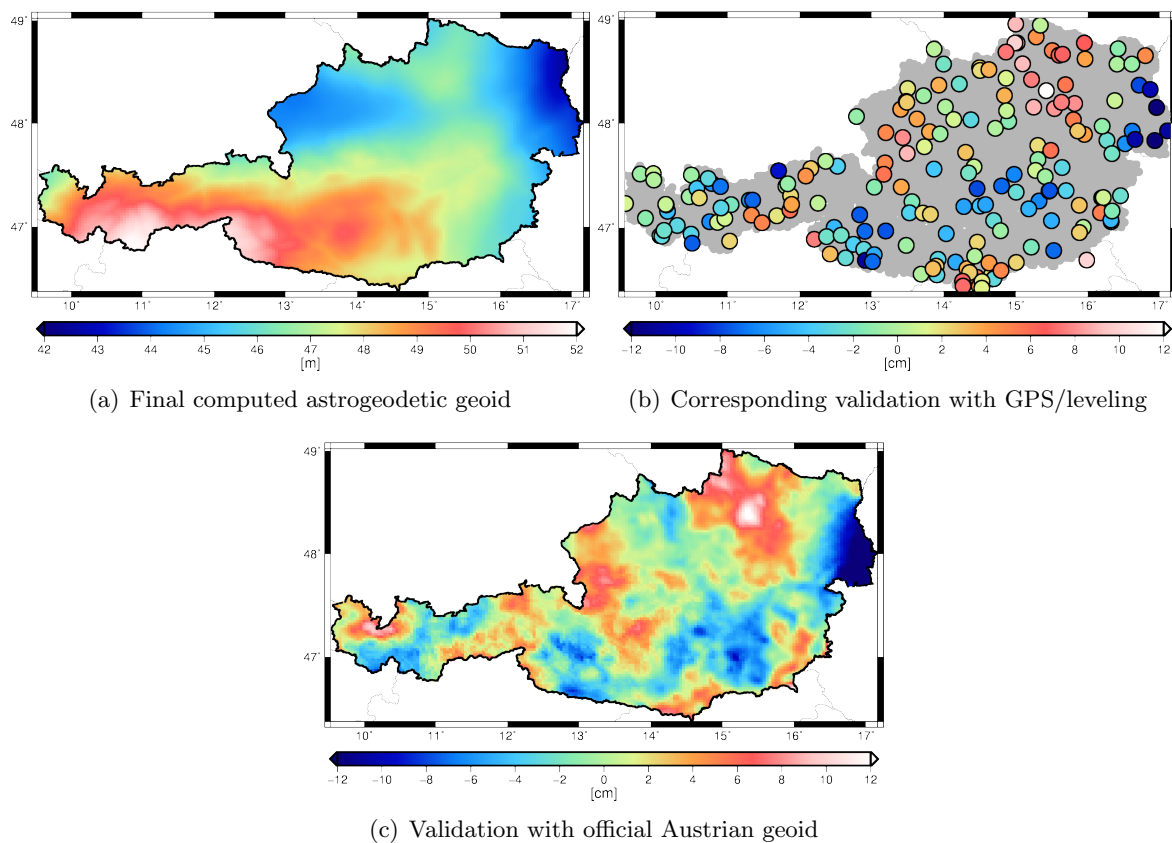 49°
48°
47°
10° 11° 12° 13° 14° 15° 16° 17°
42 43 44 45 46 47 48 49 50 51 52
[m]
(a) Final computed astrogeodetic geoid
49°
48°
47°
10° 11° 12° 13° 14° 15° 16° 17°
−12 −10 −8 −6 −4 −2 0 2 4 6 8 10 12
[cm]
(b) Corresponding validation with GPS/leveling
49°
48°
47°
10° 11° 12° 13° 14° 15° 16° 17°
−12 −10 −8 −6 −4 −2 0 2 4 6 8 10 12
[cm]
(c) Validation with official Austrian geoid